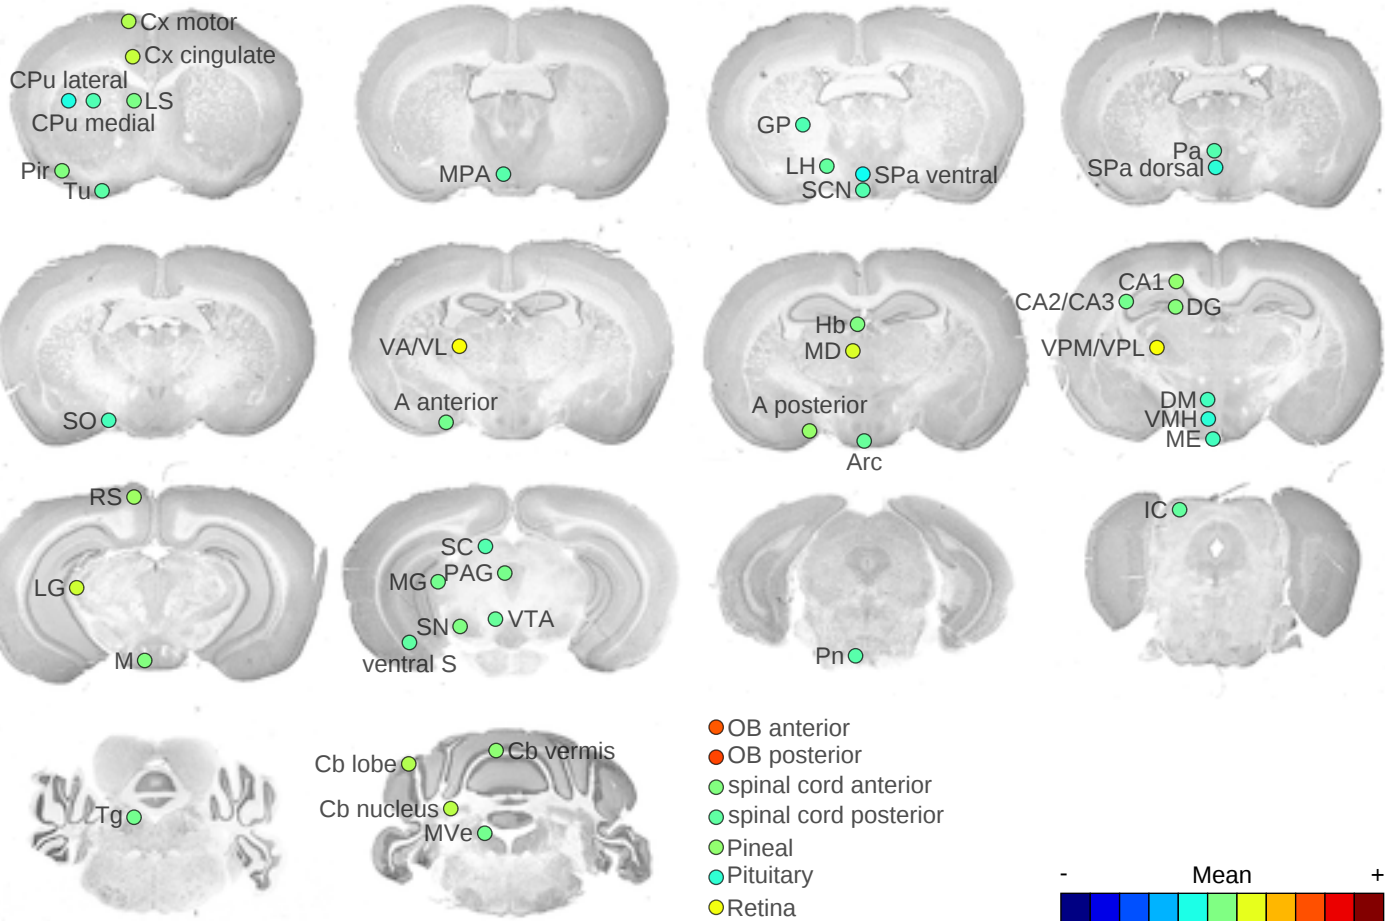 Cx motor
Cx cingulate
CPu lateral
LS
CPu medial
Pir
Tu
MPA
GP
LH
SPa ventral
SCN
Pa
SPa dorsal
SO
VA/VL
A anterior
Hb
MD
A posterior
Arc
CA1
CA2/CA3
DG
VPM/VPL
DM
VMH
ME
RS
LG
M
SC
PAG
MG
VTA
SN
ventral S
Pn
IC
Tg
Cb vermis
Cb lobe
Cb nucleus
MVe
OB anterior
OB posterior
spinal cord anterior
spinal cord posterior
Pineal
Pituitary
Retina
- Mean +